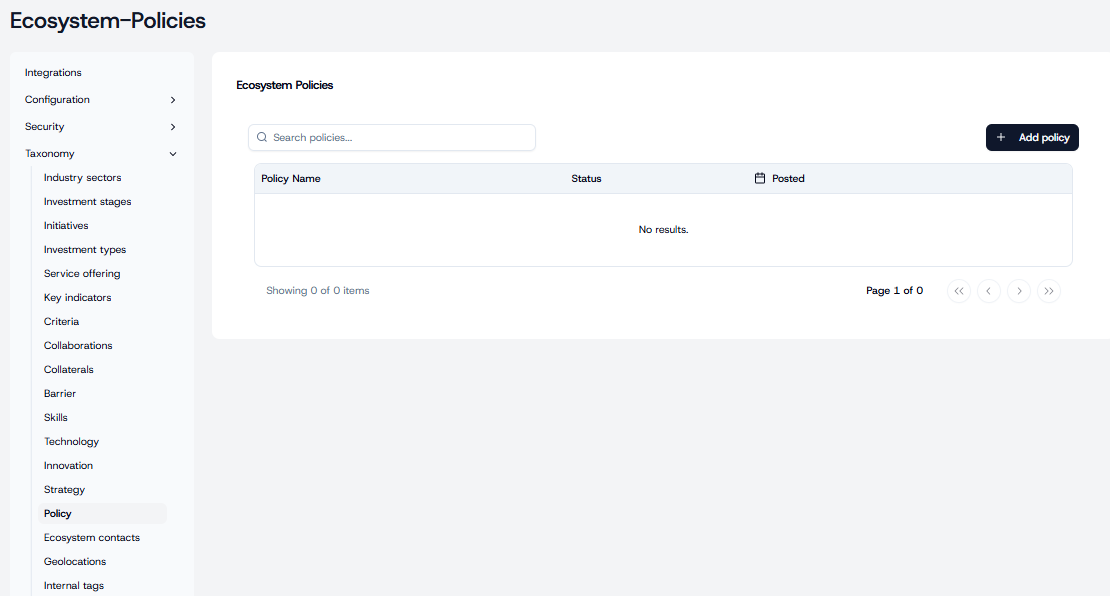 Ecosystem-Policies
Integrations
Configuration
Security
Taxonomy
Industry sectors
Investment stages
Initiatives
Investment types
Service offering
Key indicators
Criteria
Collaborations
Collaterals
Barrier
Skills
Technology
Innovation
Strategy
Policy
Ecosystem contacts
Geolocations
Internal tags
Ecosystem Policies
Search policies...
+ Add policy
Policy Name Status Posted
No results.
Showing 0 of 0 items Page 1 of 0